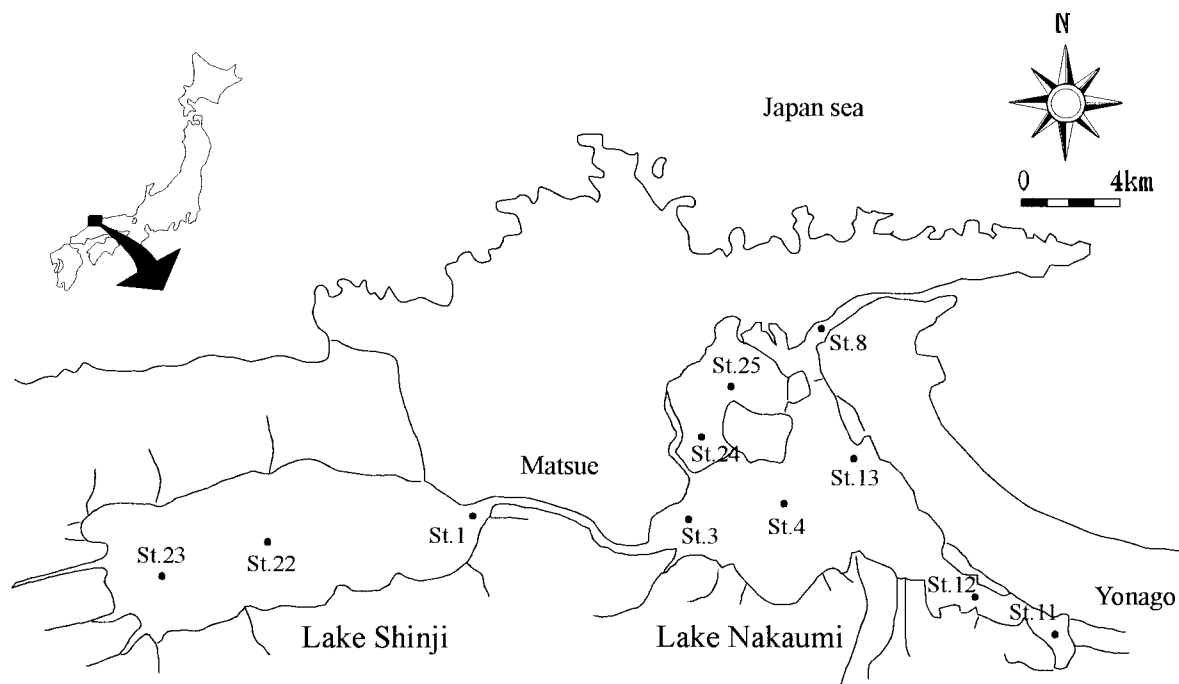 N
Japan sea
0 4km
St.8
St.25
St.24
Matsue
St.13
St.1
St.3
St.4
St.23
St.22
St.12
St.11
Yonago
Lake Shinji
Lake Nakaumi